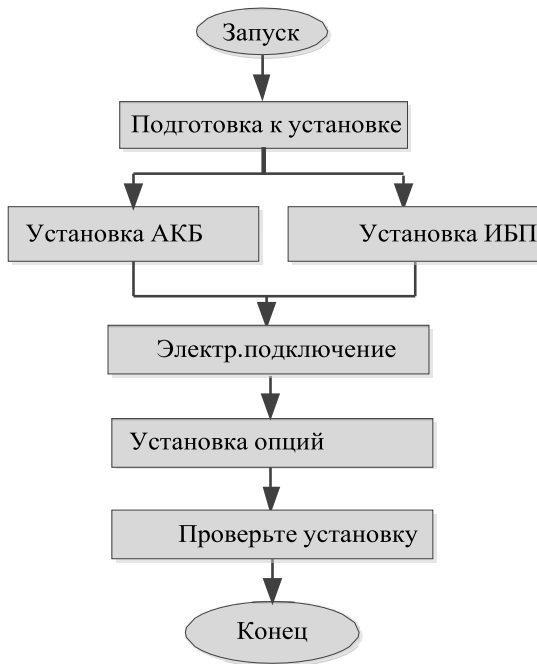 Запуск
Подготовка к установке
Установка АКБ
Установка ИБП
Электр.подключение
Установка опций
Проверьте установку
Конец